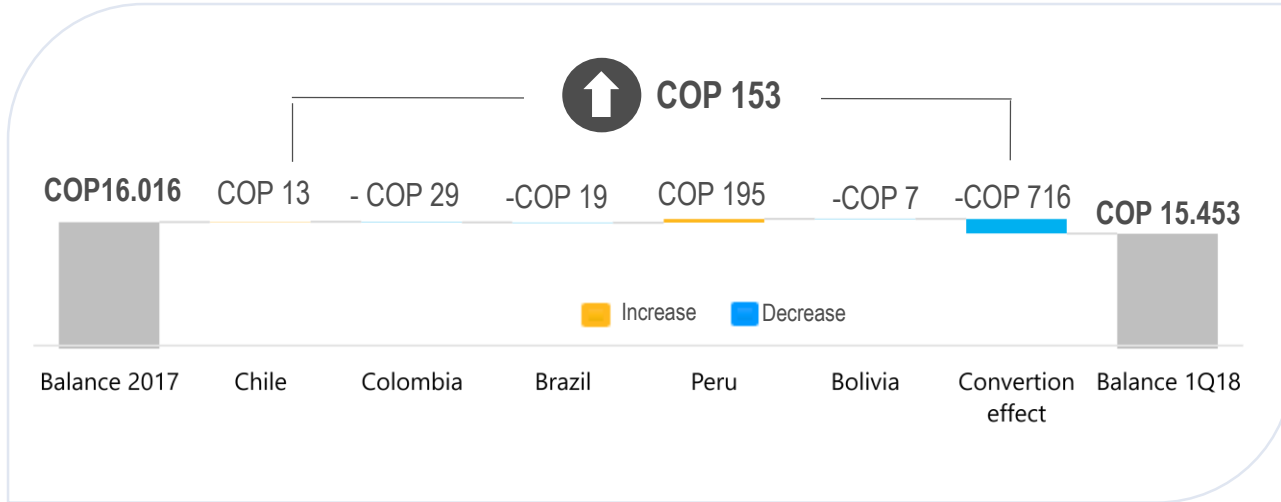 COP 153
COP16.016
COP 13
- COP 29
-COP 19
COP 195
-COP 7
-COP 716
COP 15.453
Increase
Decrease
Balance 2017
Chile
Colombia
Brazil
Peru
Bolivia
Convertion
effect
Balance 1Q18